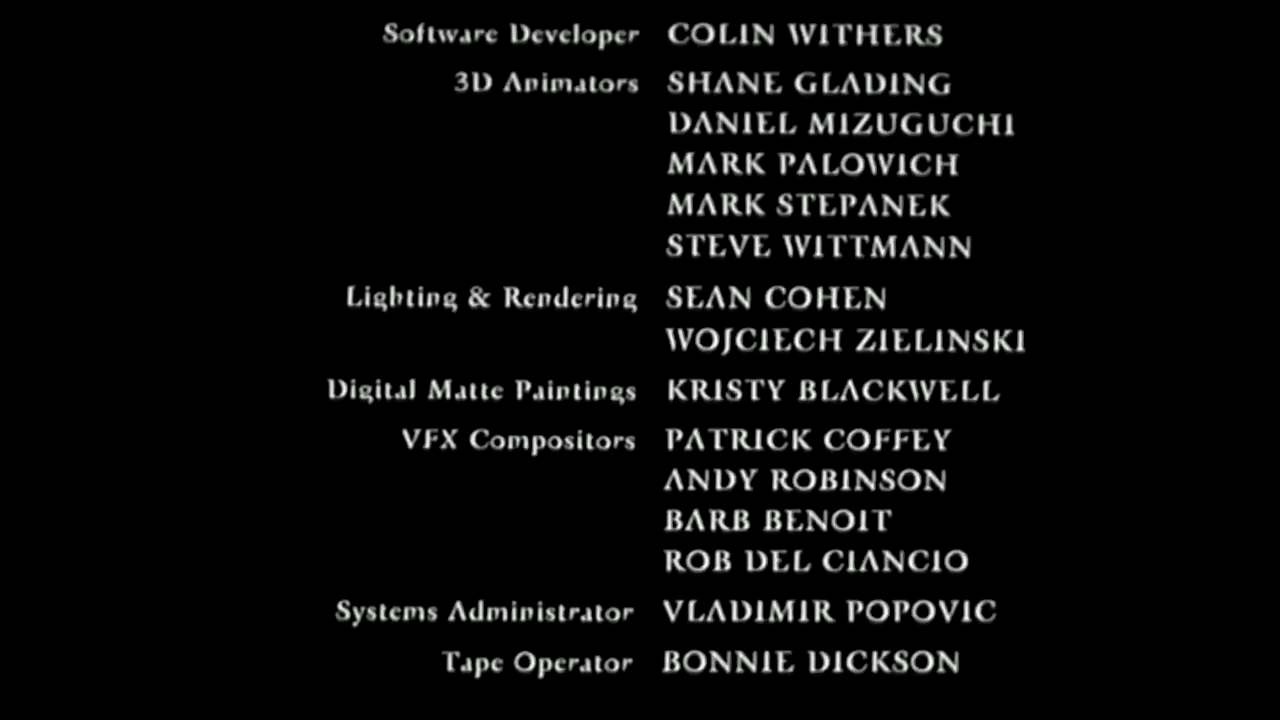 Software Developer COLIN WITHERS
3D Animators SHANE GLADING
DANIEL MIZUGUCHI
MARK PALOWICH
MARK STEPANEK
STEVE WITTMANN
Lighting & Rendering SEAN COHEN
WOJCIECH ZIELINSKI
Digital Matte Paintings KRISTY BLACKWELL
VFX Compositors PATRICK COFFEY
ANDY ROBINSON
BARB BENOIT
ROB DEL CIANCIO
Systems Administrator VLADIMIR POPOVIC
Tape Operator BONNIE DICKSON